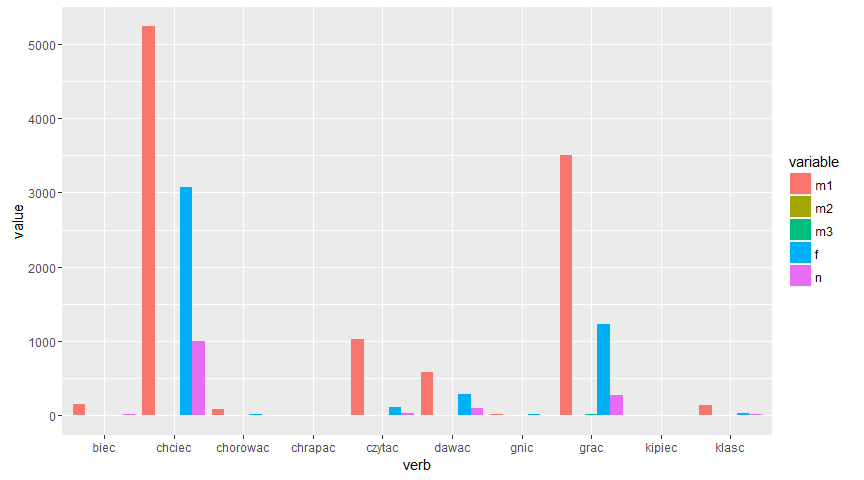 5000
4000
3000
2000
1000
0
value
biec chciec chorowac chrapac czytac dawac gnic grac kipiec klasc
verb
variable
m1
m2
m3
f
n